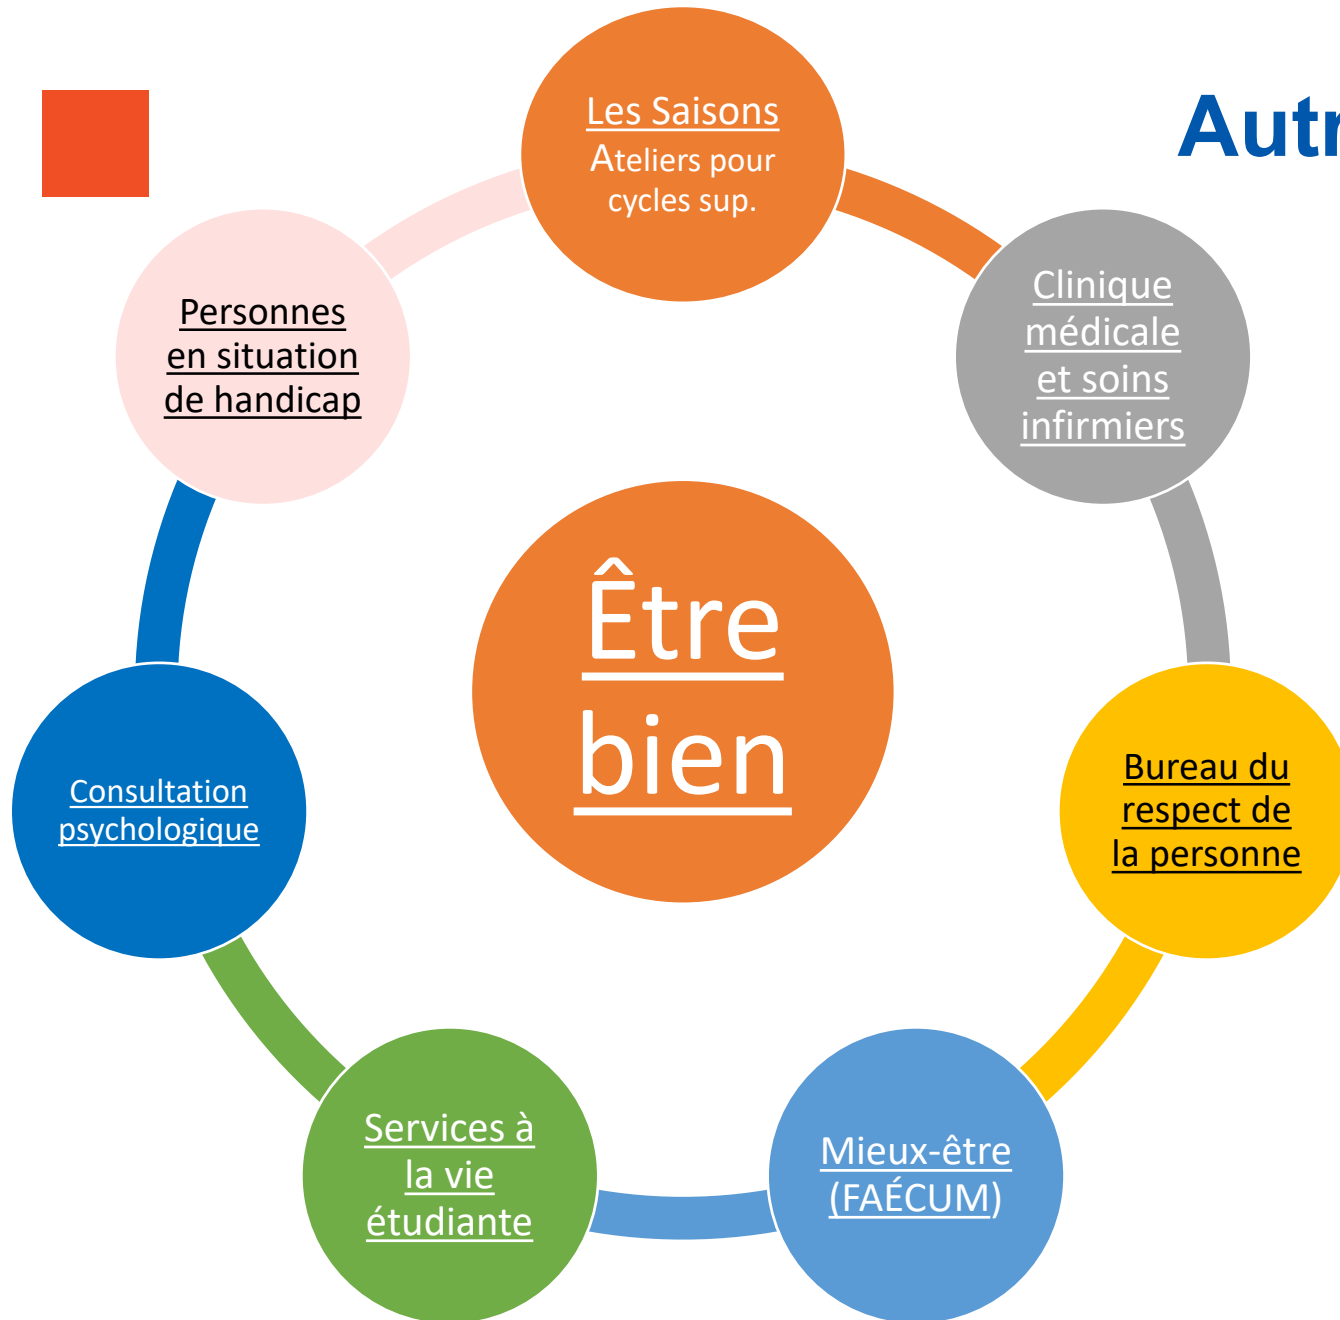 Autr
Les Saisons
Ateliers pour
cycles sup.
Clinique
médicale
et soins
infirmiers
Bureau du
respect de
la personne
Mieux-être
(FAÉCUM)
Services à
la vie
étudiante
Consultation
psychologique
Personnes
en situation
de handicap
Être
bien